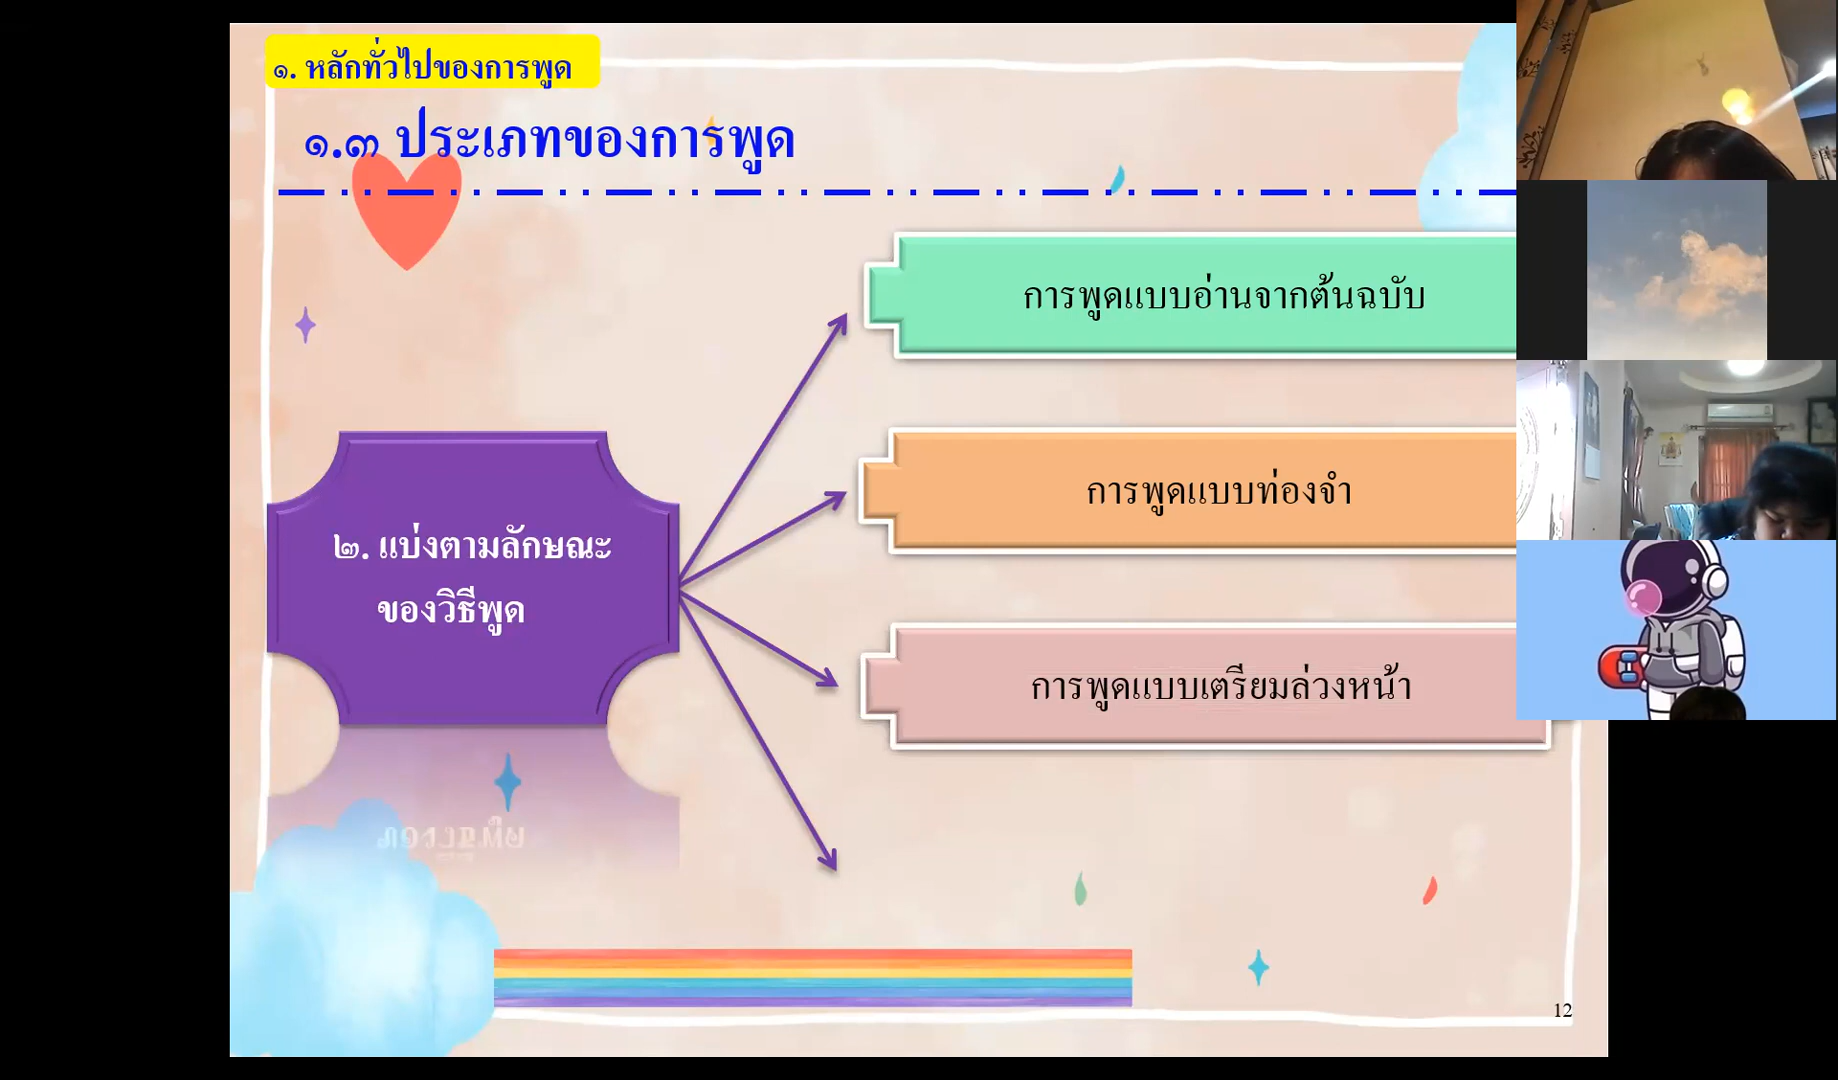 ๑. หลักทั่วไปของการพูด
๑.๓ ประเภทของการพูด
๒. แบ่งตามลักษณะ
ของวิธีพูด
การพูดแบบอ่านจากต้นฉบับ
การพูดแบบท่องจำ
การพูดแบบเตรียมล่วงหน้า
12